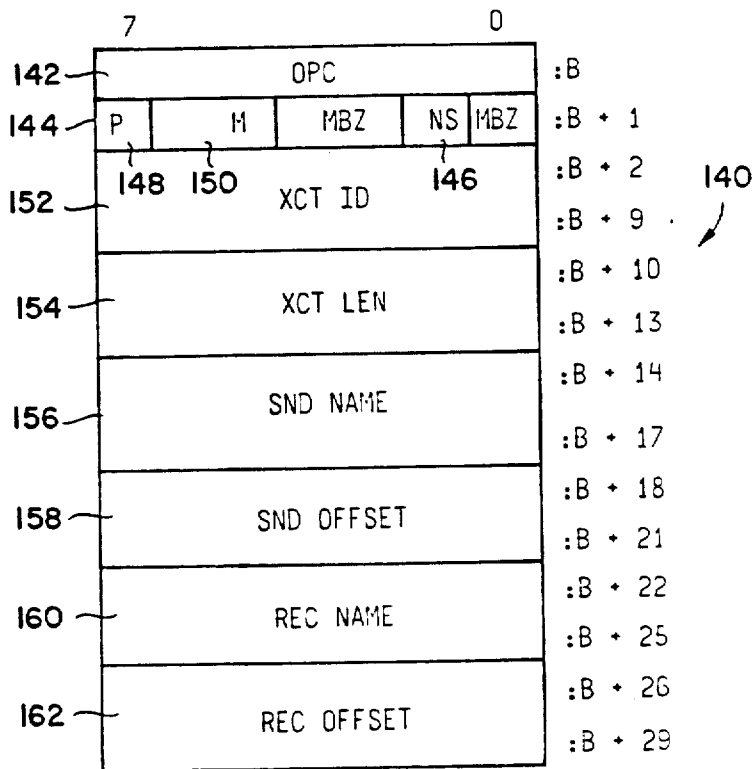 7 0
142 OPC :B
144 P M MBZ NS MBZ :B + 1
148 150 146 :B + 2
152 XCT ID 140
:B + 9
:B + 10
154 XCT LEN
:B + 13
:B + 14
156 SND NAME
:B + 17
:B + 18
158 SND OFFSET
:B + 21
:B + 22
160 REC NAME
:B + 25
:B + 26
162 REC OFFSET
:B + 29